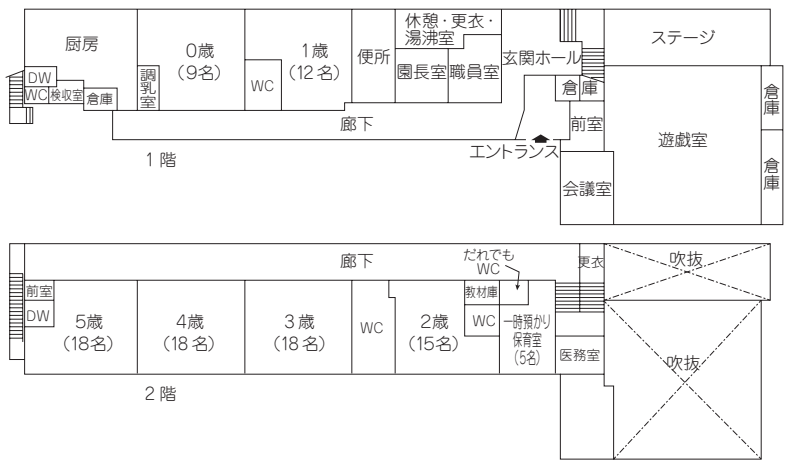 厨房
DW
WC
検収室
倉庫
調乳室
0歳
(9名)
WC
1歳
(12名)
便所
休憩・更衣・
湯沸室
園長室
職員室
玄関ホール
倉庫
前室
ステージ
遊戯室
倉庫
倉庫
廊下
エントランス
会議室
1階
廊下
だれでも
WC
更衣
吹抜
前室
DW
5歳
(18名)
4歳
(18名)
3歳
(18名)
WC
2歳
(15名)
教材庫
WC
一時預かり
保育室
(5名)
医務室
吹抜
2階